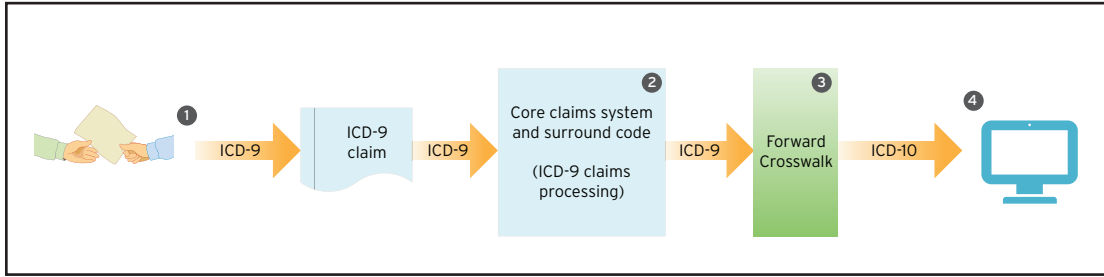 1
ICD-9
ICD-9
claim
ICD-9
2
Core claims system
and surround code
(ICD-9 claims
processing)
ICD-9
3
Forward
Crosswalk
ICD-10
4